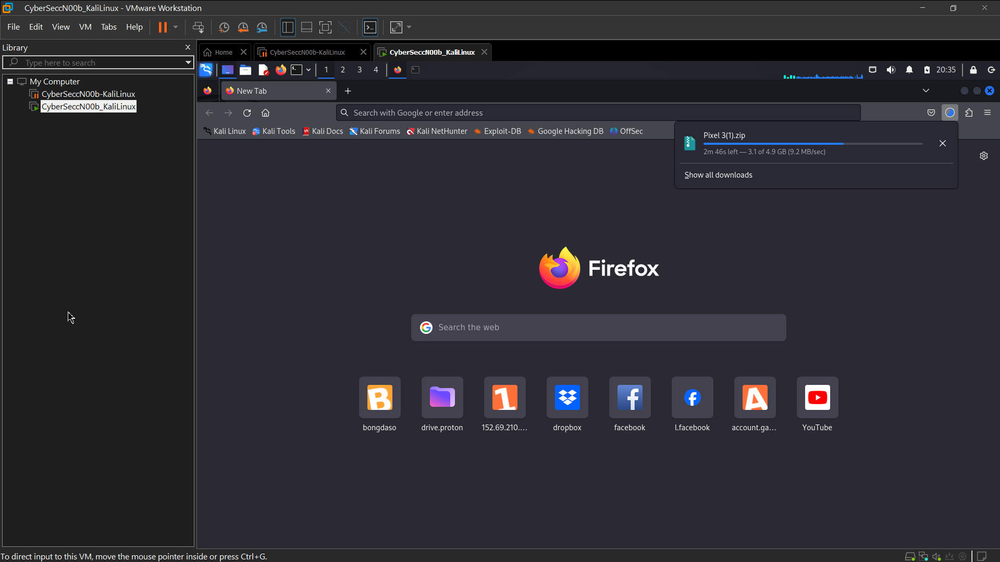 CyberSeccN00b_KaliLinux - VMware Workstation
File Edit View VM Tabs Help
Library
Type here to search
My Computer
CyberSeccN00b-KaliLinux
CyberSeccN00b_KaliLinux
Home CyberSeccN00b-KaliLinux CyberSeccN00b_KaliLinux
1 2 3 4 20:35
New Tab
Search with Google or enter address
Kali Linux Kali Tools Kali Docs Kali Forums Kali NetHunter Exploit-DB Google Hacking DB OffSec
Pixel 3(1).zip
2m 46s left — 3.1 of 4.9 GB (9.2 MB/sec)
Show all downloads
Firefox
Search the web
B 1 f f A
bongdaso drive.proton 152.69.210.... dropbox facebook l.facebook account.ga... YouTube
To direct input to this VM, move the mouse pointer inside or press Ctrl+G.